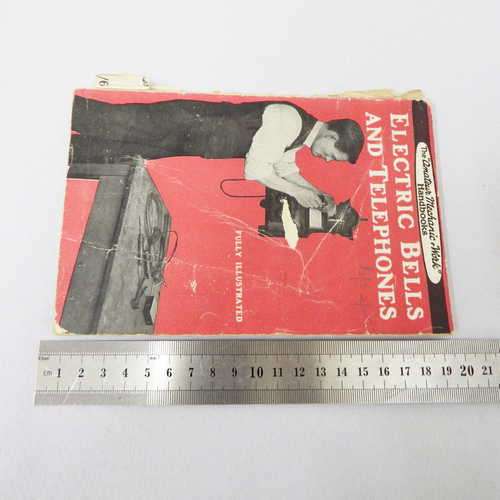 The "Amateur Mechanic & Work"
Handbooks
ELECTRIC BELLS
AND TELEPHONES
FULLY ILLUSTRATED
cm 1 2 3 4 5 6 7 8 9 10 11 12 13 14 15 16 17 18 19 20 21